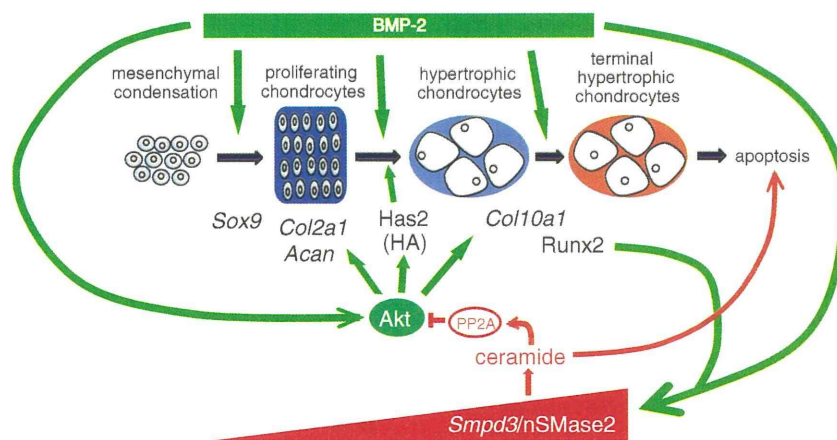 BMP-2
mesenchymal
condensation
proliferating
chondrocytes
hypertrophic
chondrocytes
terminal
hypertrophic
chondrocytes
apoptosis
Sox9
Col2a1
Acan
Has2
(HA)
Col10a1
Runx2
Akt
PP2A
ceramide
Smpd3/nSMase2